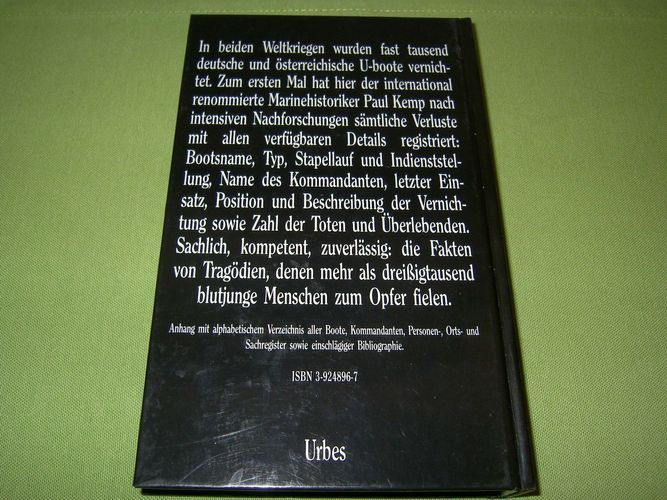 In beiden Weltkriegen wurden fast tausend
deutsche und österreichische U-boote vernich-
tet. Zum ersten Mal hat hier der international
renommierte Marinehistoriker Paul Kemp nach
intensiven Nachforschungen sämtliche Verluste
mit allen verfügbaren Details registriert:
Bootsname, Typ, Stapellauf und Indienststel-
lung, Name des Kommandanten, letzter Ein-
satz, Position und Beschreibung der Vernich-
tung sowie Zahl der Toten und Überlebenden.
Sachlich, kompetent, zuverlässig: die Fakten
von Tragödien, denen mehr als dreißigtausend
blutjunge Menschen zum Opfer fielen.
Anhang mit alphabetischem Verzeichnis aller Boote, Kommandanten, Personen-, Orts- und
Sachregister sowie einschlägiger Bibliographie.
ISBN 3-924896-7
Urbes